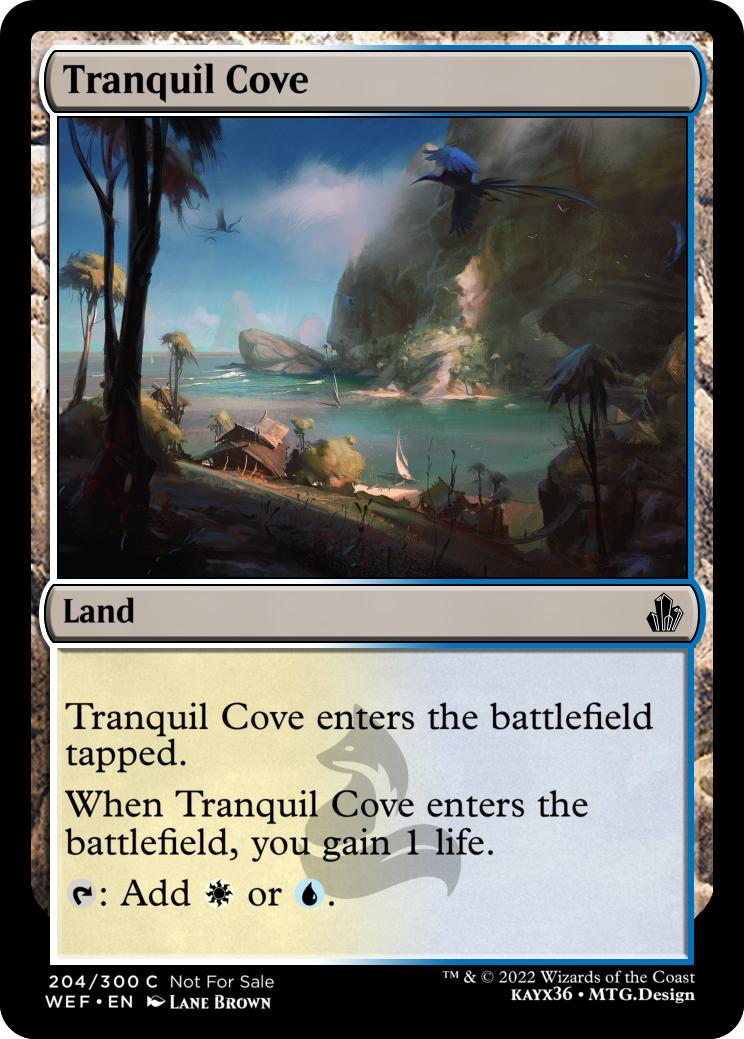 Tranquil Cove
Land
Tranquil Cove enters the battlefield
tapped.
When Tranquil Cove enters the
battlefield, you gain 1 life.
: Add or .
204/300 C Not For Sale
WEF • EN LANE BROWN
™ & © 2022 Wizards of the Coast
KAYX36 • MTG.Design